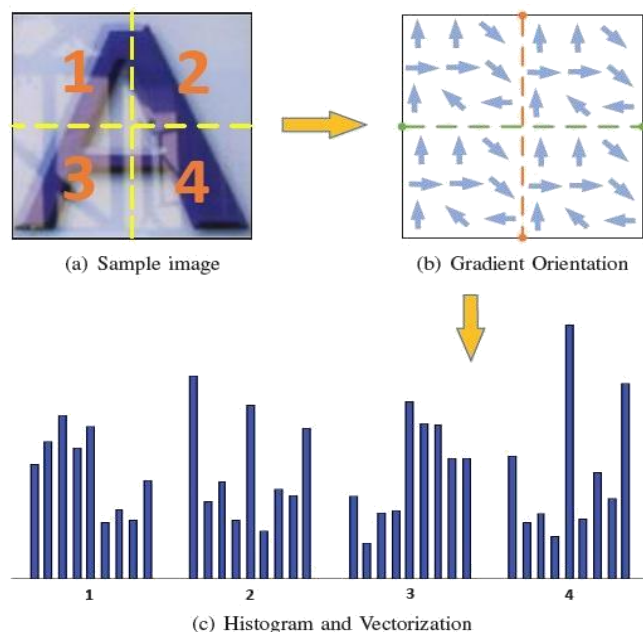 1 2
3 4
(a) Sample image
(b) Gradient Orientation
1 2 3 4
(c) Histogram and Vectorization